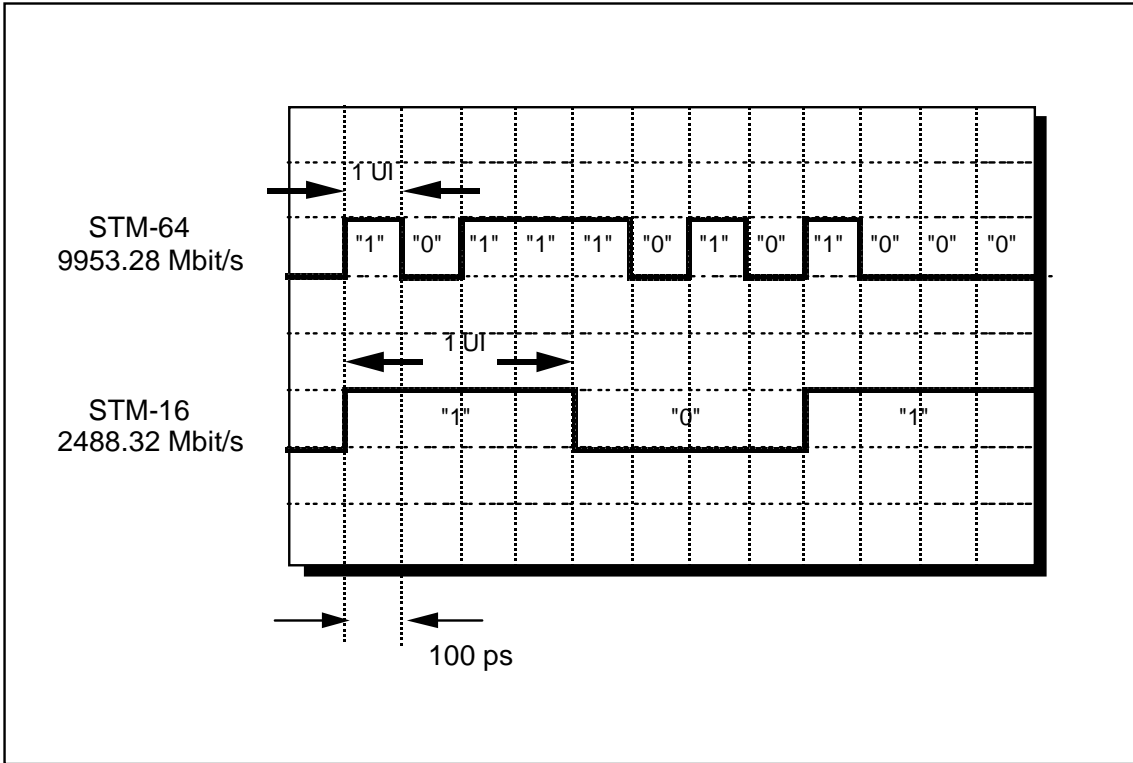 1 UI
STM-64
9953.28 Mbit/s
"1" "0" "1" "1" "1" "0" "1" "0" "1" "0" "0" "0"
1 UI
STM-16
2488.32 Mbit/s
"1" "0" "1"
100 ps